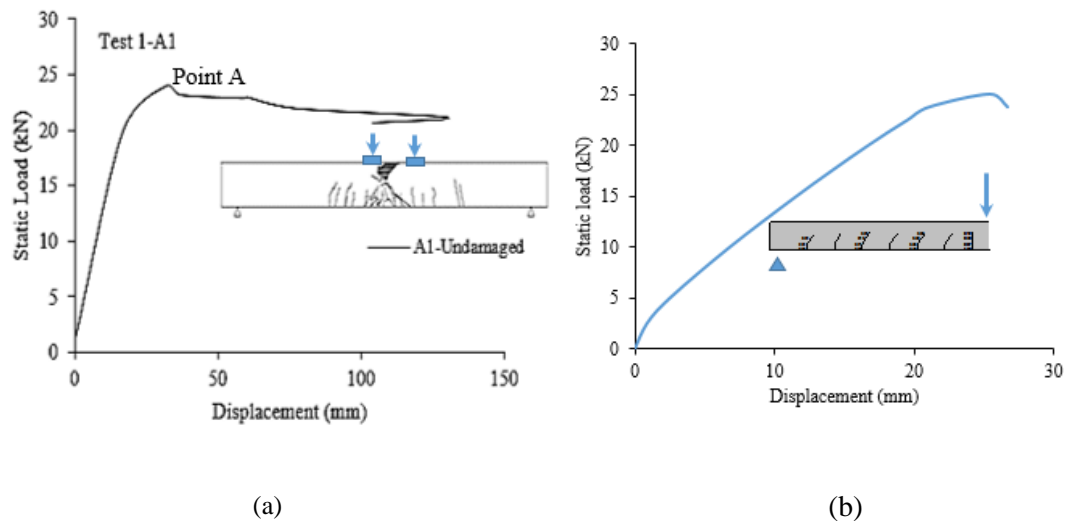 Test 1-A1
Point A
30
25
20
15
10
5
0
Static Load (kN)
A1-Undamaged
0
50
100
150
Displacement (mm)
(a)
30
25
20
15
10
5
0
Static load (kN)
0
10
20
30
Displacement (mm)
(b)